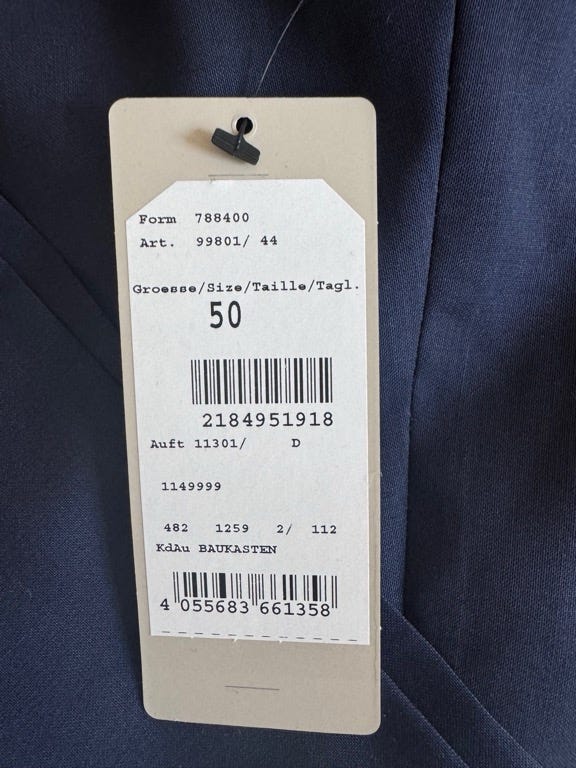 Form 788400
Art. 99801/ 44
Groesse/Size/Taille/Tagl.
50
2184951918
Auft 11301/ D
1149999
482 1259 2/ 112
KdAu BAUKASTEN
4 055683 661358